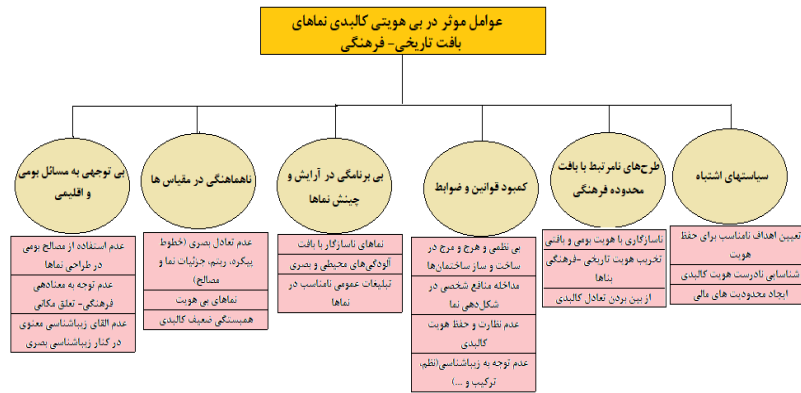 عوامل موثر در بی هویتی کالبدی نماهای
بافت تاریخی- فرهنگی
سیاستهای اشتباه
تعیین اهداف نامناسب برای حفظ
هویت
شناسایی نادرست هویت کالبدی
ایجاد محدودیت های مالی
طرح‌های نامرتبط با بافت
محدوده فرهنگی
ناسازگاری با هویت بومی و بافتی
تخریب هویت تاریخی -فرهنگی
بناها
از بین بردن تعادل کالبدی
کمبود قوانین و ضوابط
بی نظمی و هرج و مرج در
ساخت و ساز ساختمان‌ها
مداخله منافع شخصی در
شکل‌دهی نما
عدم نظارت و حفظ هویت
کالبدی
عدم توجه به زیباشناسی(نظم،
ترکیب و ...)
بی برنامگی در آرایش و
چینش نماها
نماهای ناسازگار با بافت
آلودگی‌های محیطی و بصری
تبلیغات عمومی نامناسب در
نماها
ناهماهنگی در مقیاس ها
عدم تعادل بصری (خطوط
پیکره، ریتم، جزئیات نما و
مصالح)
نماهای بی هویت
همبستگی ضعیف کالبدی
بی توجهی به مسائل بومی
و اقلیمی
عدم استفاده از مصالح بومی
در طراحی نماها
عدم توجه به معنادهی
فرهنگی- تعلق مکانی
عدم القای زیباشناسی معنوی
در کنار زیباشناسی بصری